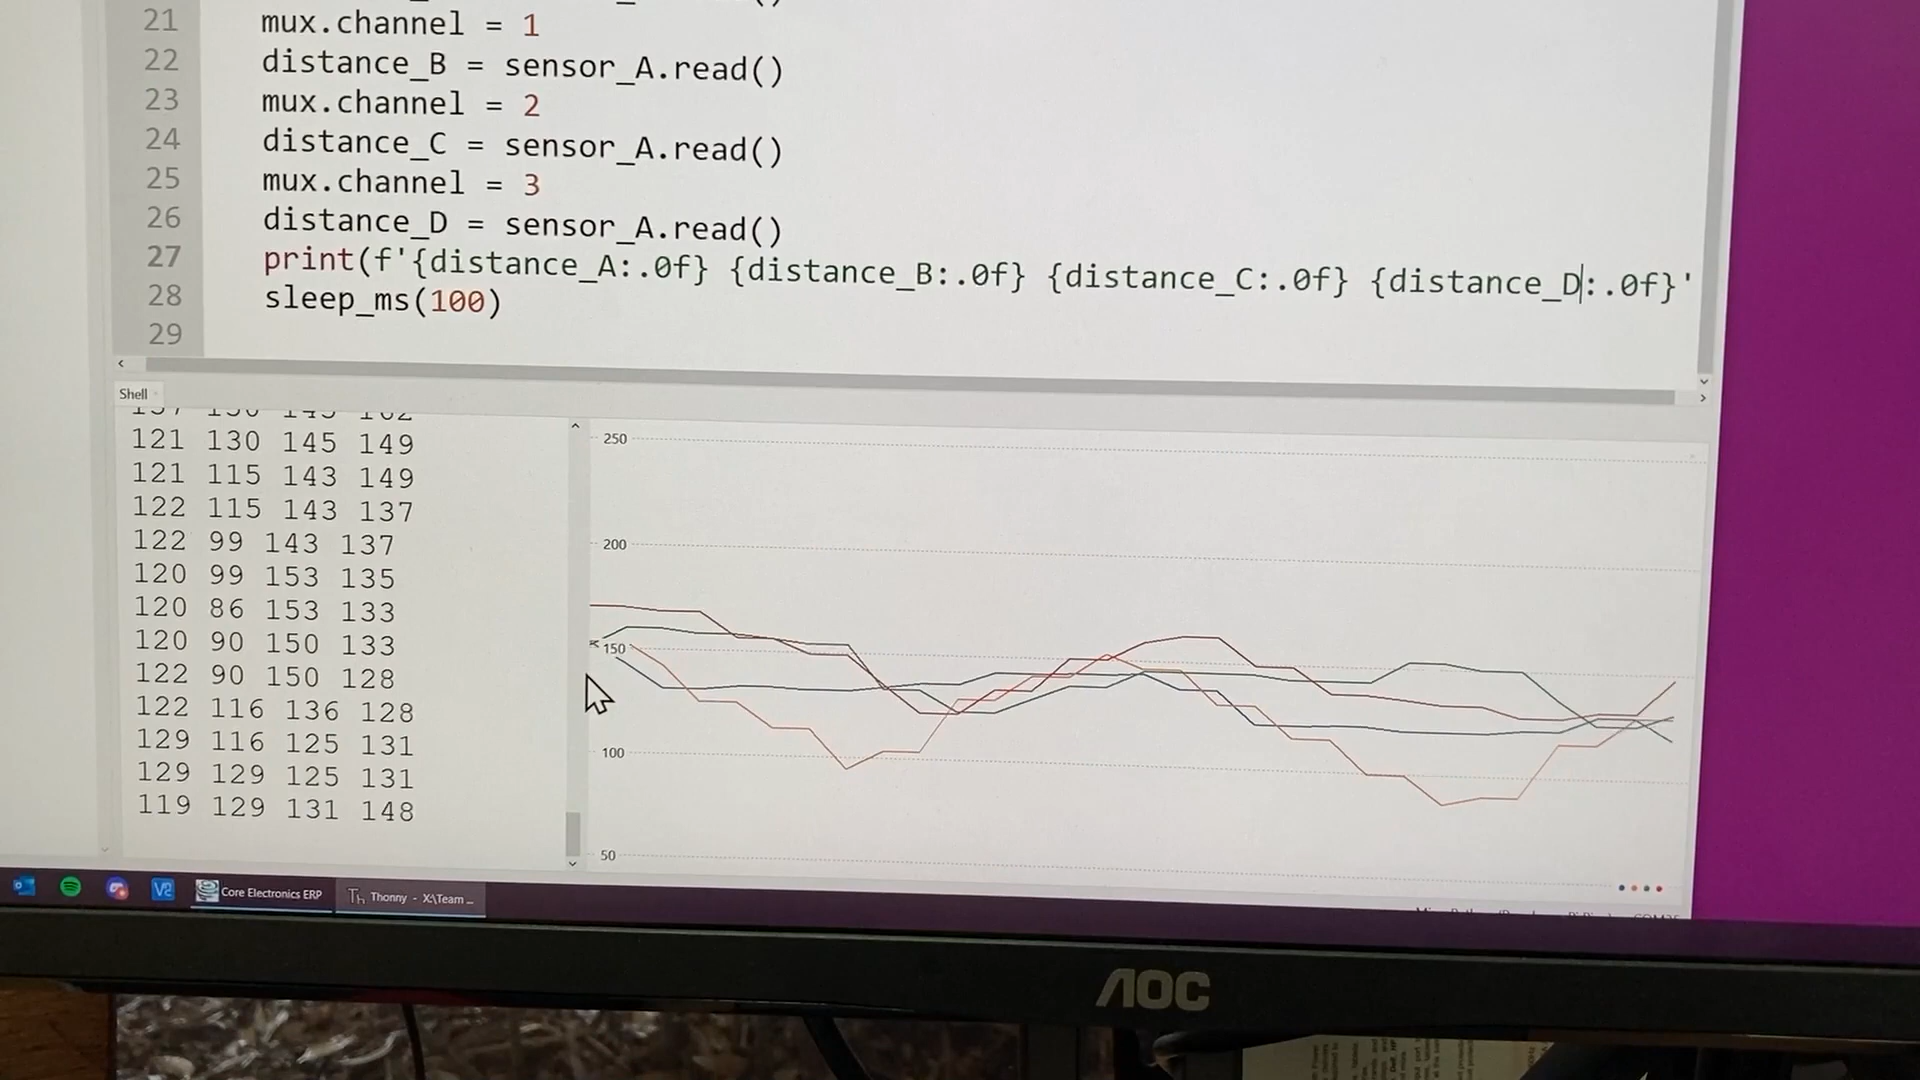 21 mux.channel = 1
22 distance_B = sensor_A.read()
23 mux.channel = 2
24 distance_C = sensor_A.read()
25 mux.channel = 3
26 distance_D = sensor_A.read()
27 print(f'{distance_A:.0f} {distance_B:.0f} {distance_C:.0f} {distance_D:.0f}'
28 sleep_ms(100)
29
Shell
121 130 145 149
121 115 143 149
122 115 143 137
122 99 143 137
120 99 153 135
120 86 153 133
120 90 150 133
122 90 150 128
122 116 136 128
129 116 125 131
129 129 125 131
119 129 131 148
250
200
150
100
50
Core Electronics ERP
Thonny - X:\Team ...
AOC